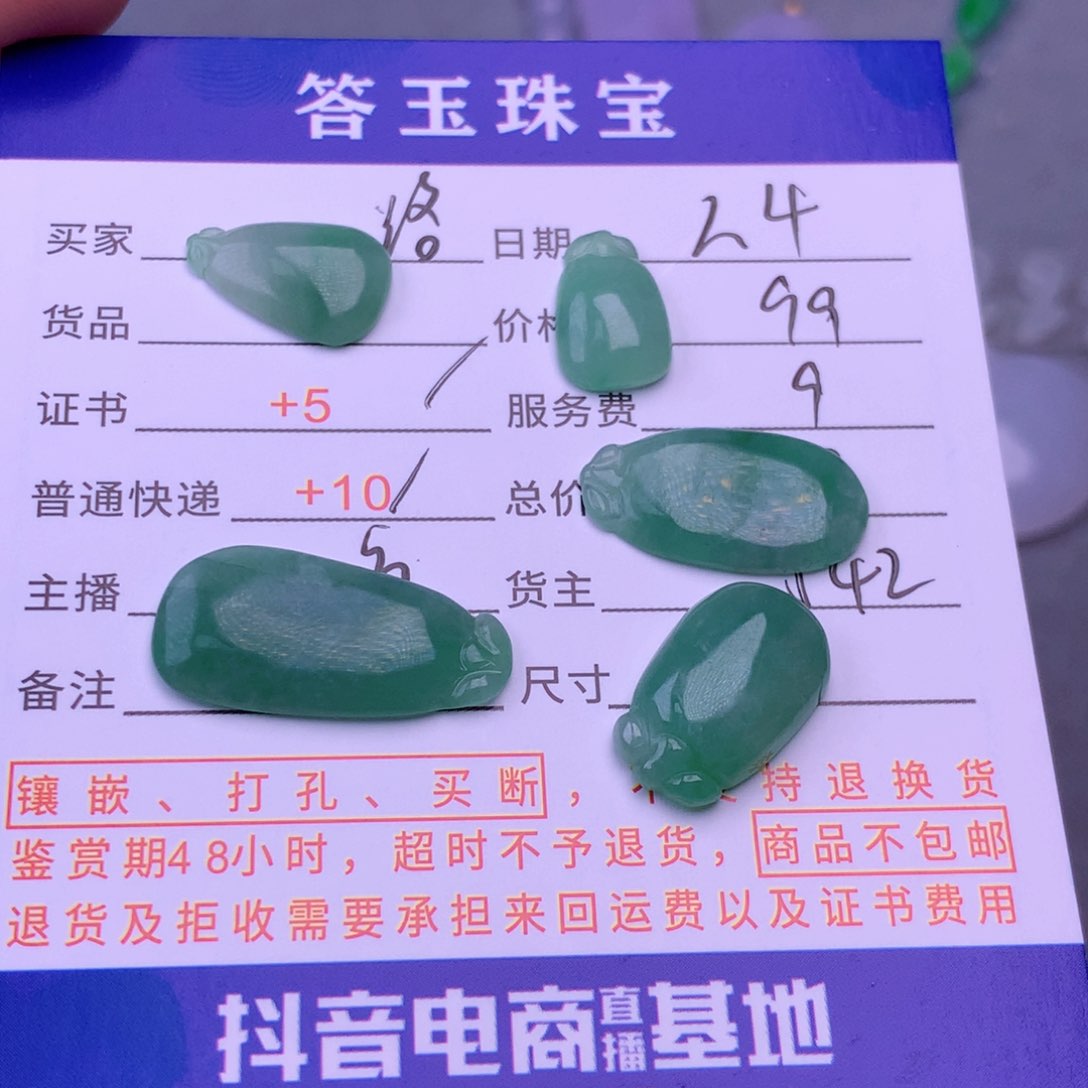 答玉珠宝
买家 日期 24
货品 价格 99
证书 +5 服务费 9
普通快递 +10 总价
主播 货主 142
备注 尺寸
镶嵌、打孔、买断，不支持退换货
鉴赏期48小时，超时不予退货，商品不包邮
退货及拒收需要承担来回运费以及证书费用
抖音电商直播基地